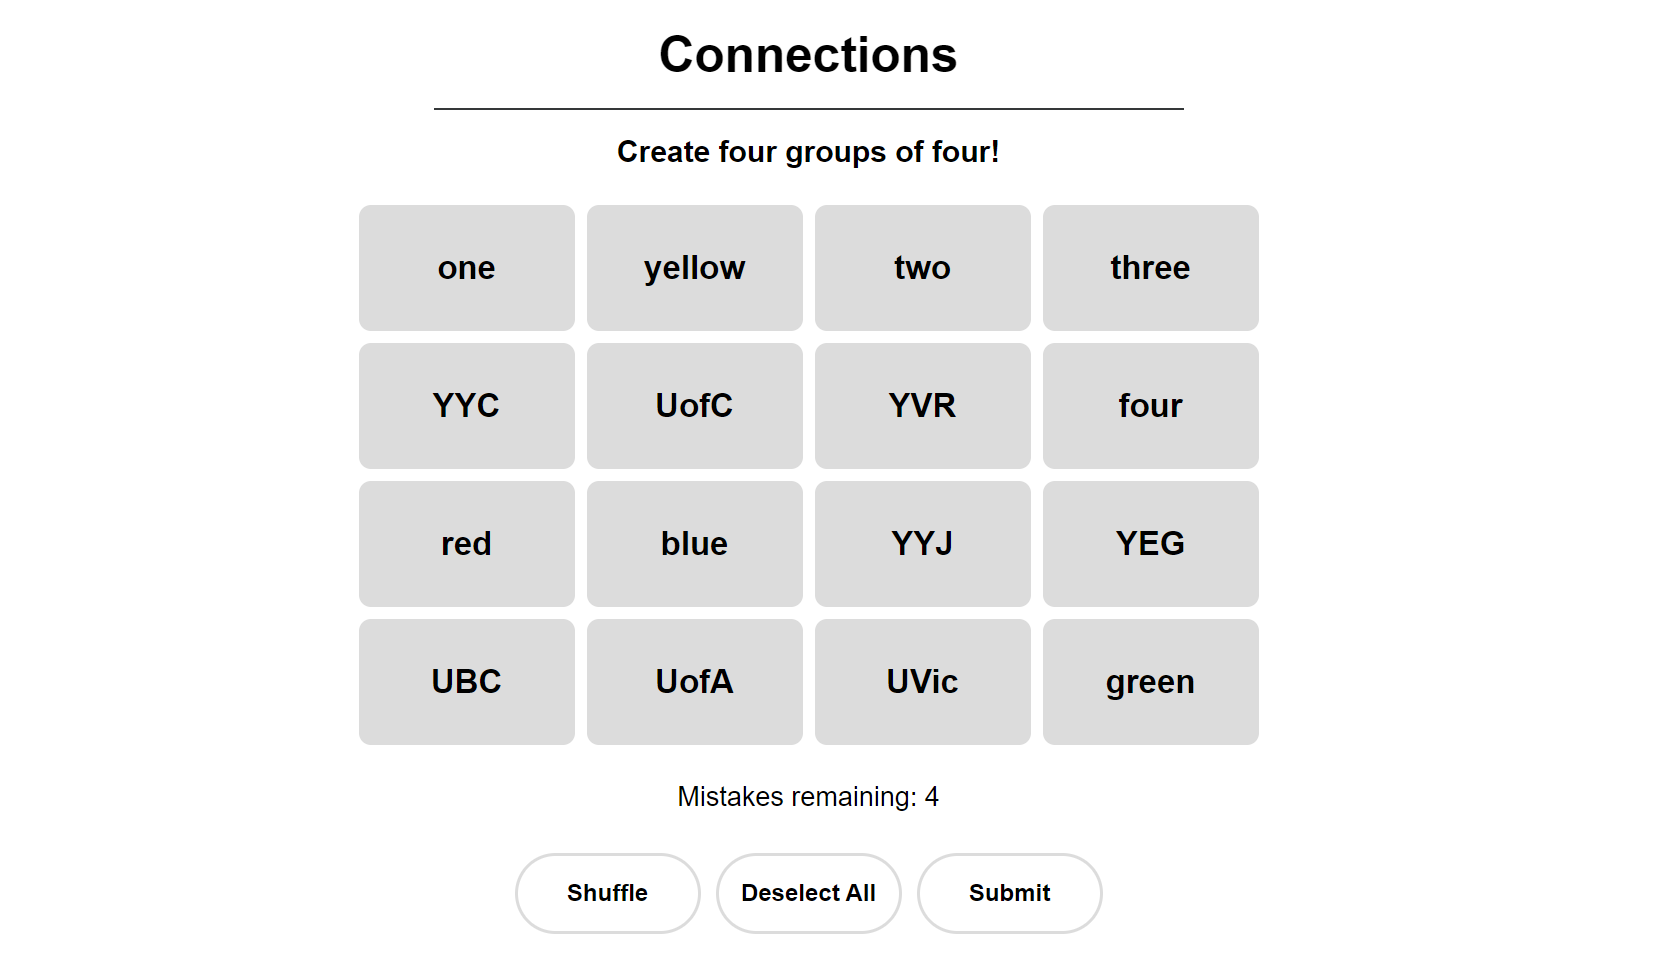 Connections
Create four groups of four!
one yellow two three
YYC UofC YVR four
red blue YYJ YEG
UBC UofA UVic green
Mistakes remaining: 4
Shuffle Deselect All Submit